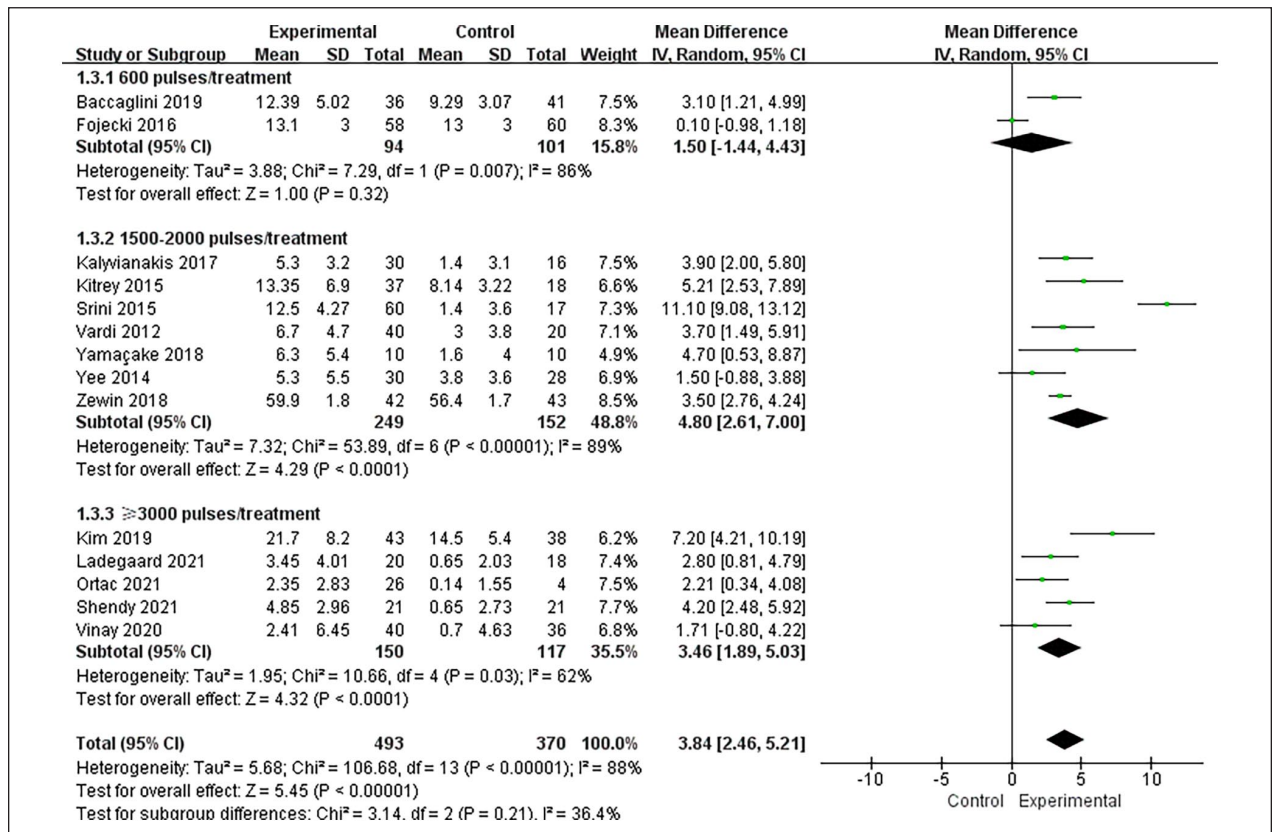 Experimental Control Mean Difference Mean Difference
Study or Subgroup Mean SD Total Mean SD Total Weight IV, Random, 95% CI IV, Random, 95% CI
1.3.1 600 pulses/treatment
Baccaglini 2019 12.39 5.02 36 9.29 3.07 41 7.5% 3.10 [1.21, 4.99]
Fojecki 2016 13.1 3 58 13 3 60 8.3% 0.10 [-0.98, 1.18]
Subtotal (95% CI) 94 101 15.8% 1.50 [-1.44, 4.43]
Heterogeneity: Tau² = 3.88; Chi² = 7.29, df = 1 (P = 0.007); I² = 86%
Test for overall effect: Z = 1.00 (P = 0.32)
1.3.2 1500-2000 pulses/treatment
Kalyvianakis 2017 5.3 3.2 30 1.4 3.1 16 7.5% 3.90 [2.00, 5.80]
Kitrey 2015 13.35 6.9 37 8.14 3.22 18 6.6% 5.21 [2.53, 7.89]
Srini 2015 12.5 4.27 60 1.4 3.6 17 7.3% 11.10 [9.08, 13.12]
Vardi 2012 6.7 4.7 40 3 3.8 20 7.1% 3.70 [1.49, 5.91]
Yamaçake 2018 6.3 5.4 10 1.6 4 10 4.9% 4.70 [0.53, 8.87]
Yee 2014 5.3 5.5 30 3.8 3.6 28 6.9% 1.50 [-0.88, 3.88]
Zewin 2018 59.9 1.8 42 56.4 1.7 43 8.5% 3.50 [2.76, 4.24]
Subtotal (95% CI) 249 152 48.8% 4.80 [2.61, 7.00]
Heterogeneity: Tau² = 7.32; Chi² = 53.89, df = 6 (P < 0.00001); I² = 89%
Test for overall effect: Z = 4.29 (P < 0.0001)
1.3.3 ⩾3000 pulses/treatment
Kim 2019 21.7 8.2 43 14.5 5.4 38 6.2% 7.20 [4.21, 10.19]
Ladegaard 2021 3.45 4.01 20 0.65 2.03 18 7.4% 2.80 [0.81, 4.79]
Ortac 2021 2.35 2.83 26 0.14 1.55 4 7.5% 2.21 [0.34, 4.08]
Shendy 2021 4.85 2.96 21 0.65 2.73 21 7.7% 4.20 [2.48, 5.92]
Vinay 2020 2.41 6.45 40 0.7 4.63 36 6.8% 1.71 [-0.80, 4.22]
Subtotal (95% CI) 150 117 35.5% 3.46 [1.89, 5.03]
Heterogeneity: Tau² = 1.95; Chi² = 10.66, df = 4 (P = 0.03); I² = 62%
Test for overall effect: Z = 4.32 (P < 0.0001)
Total (95% CI) 493 370 100.0% 3.84 [2.46, 5.21]
Heterogeneity: Tau² = 5.68; Chi² = 106.68, df = 13 (P < 0.00001); I² = 88%
Test for overall effect: Z = 5.45 (P < 0.00001)
Test for subgroup differences: Chi² = 3.14, df = 2 (P = 0.21), I² = 36.4%
-10 -5 0 5 10
Control Experimental